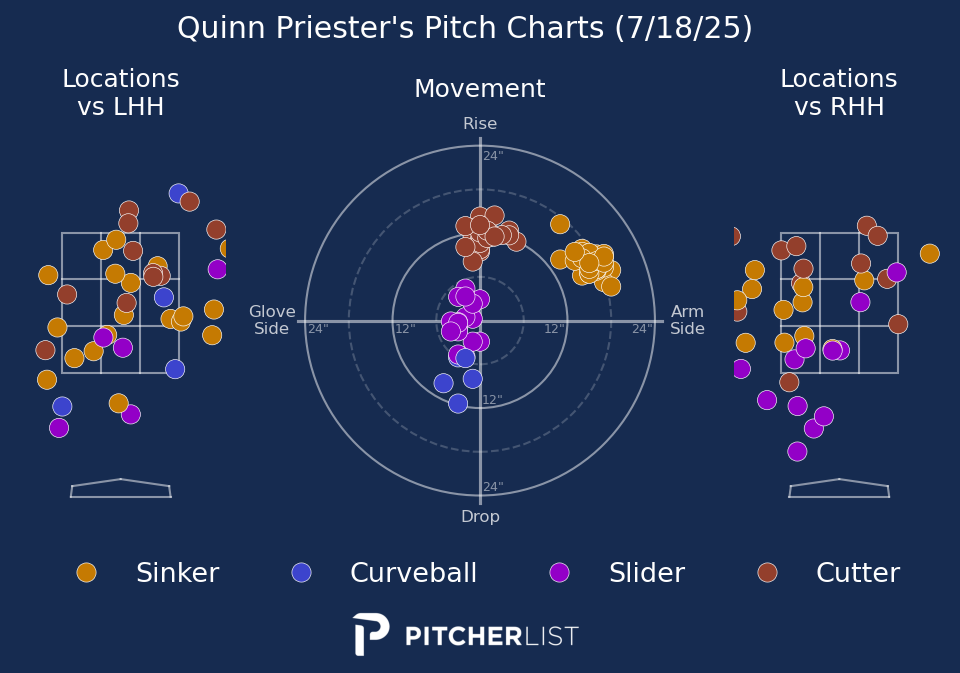 Quinn Priester's Pitch Charts (7/18/25)
Locations
vs LHH
Movement
Locations
vs RHH
Rise
24"
Glove
Side
24"
12"
12"
24"
Arm
Side
12"
24"
Drop
Sinker
Curveball
Slider
Cutter
PITCHERLIST